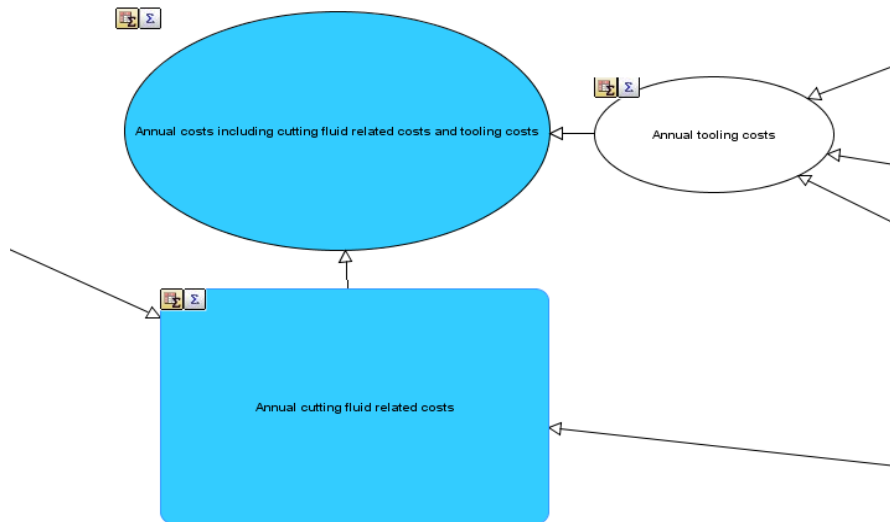 Annual costs including cutting fluid related costs and tooling costs
Annual tooling costs
Annual cutting fluid related costs